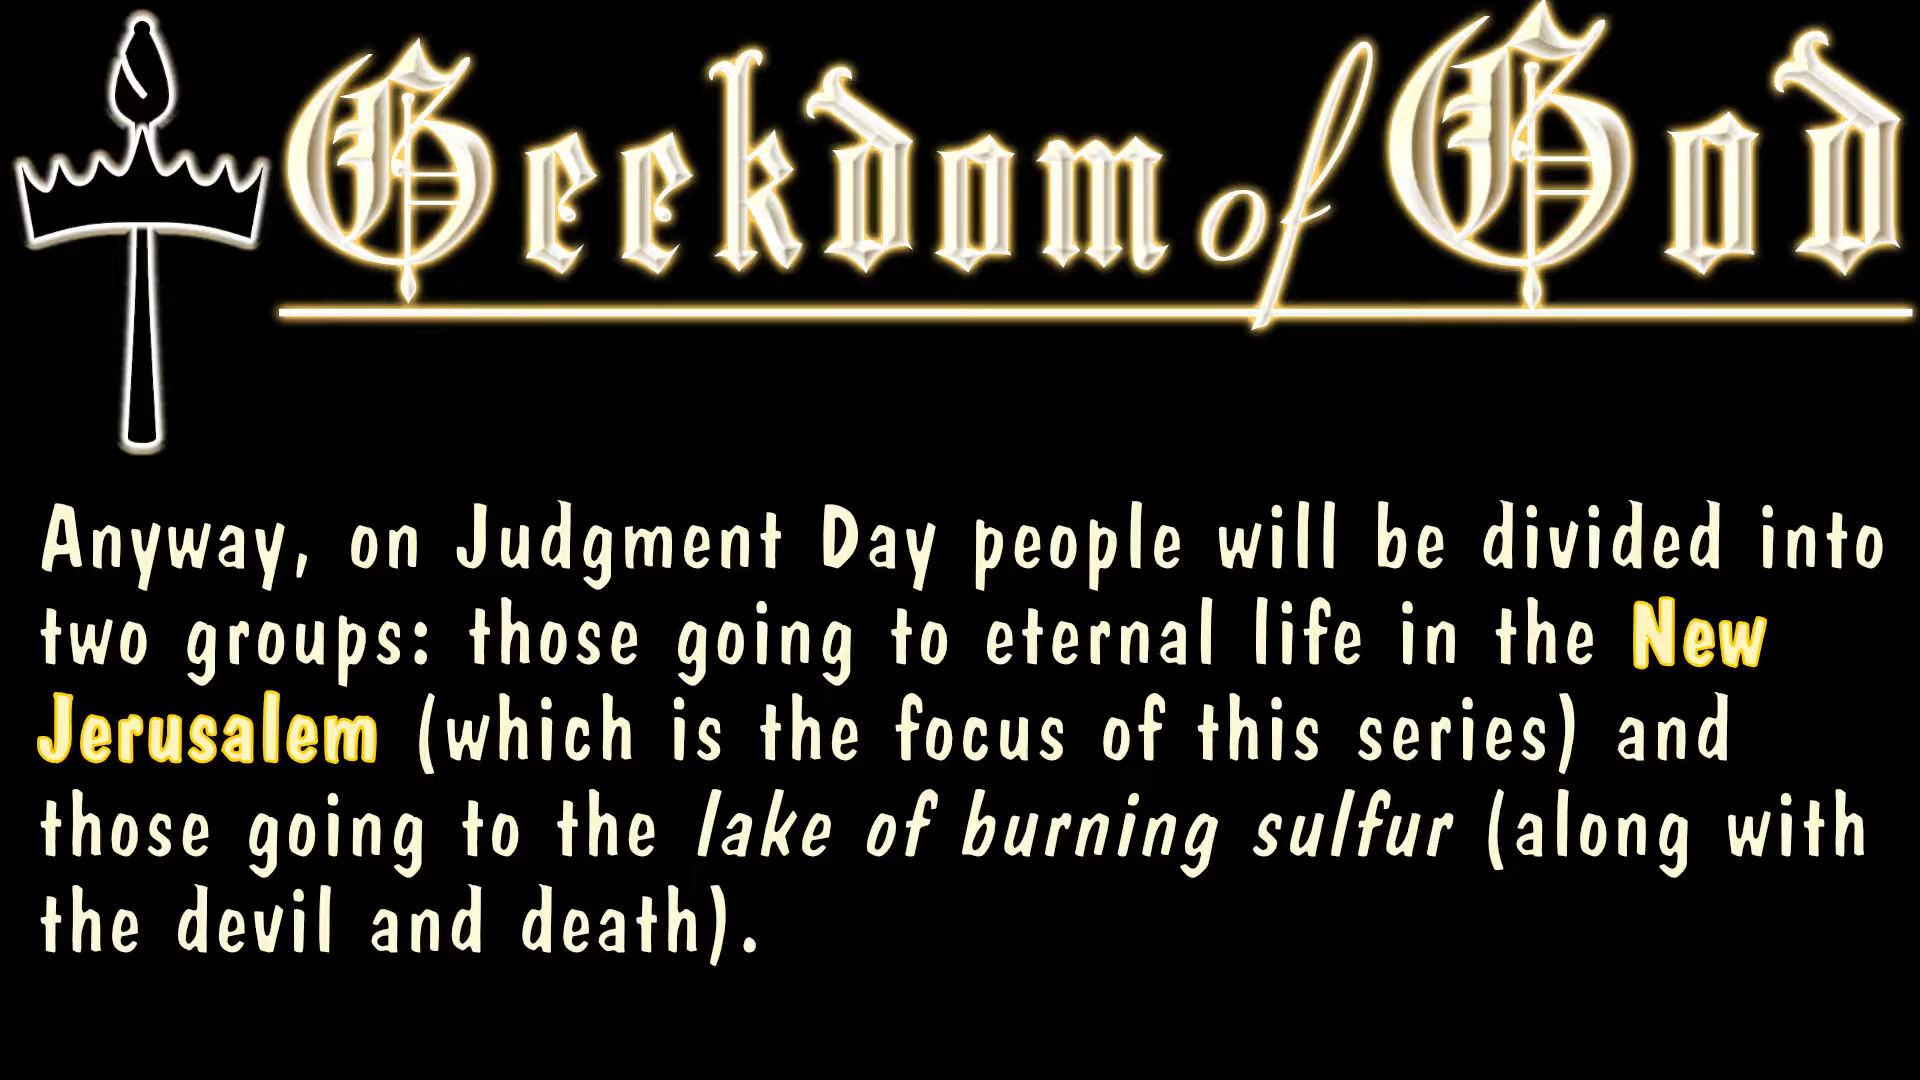 Geekdom of God
Anyway, on Judgment Day people will be divided into
two groups: those going to eternal life in the New
Jerusalem (which is the focus of this series) and
those going to the lake of burning sulfur (along with
the devil and death).